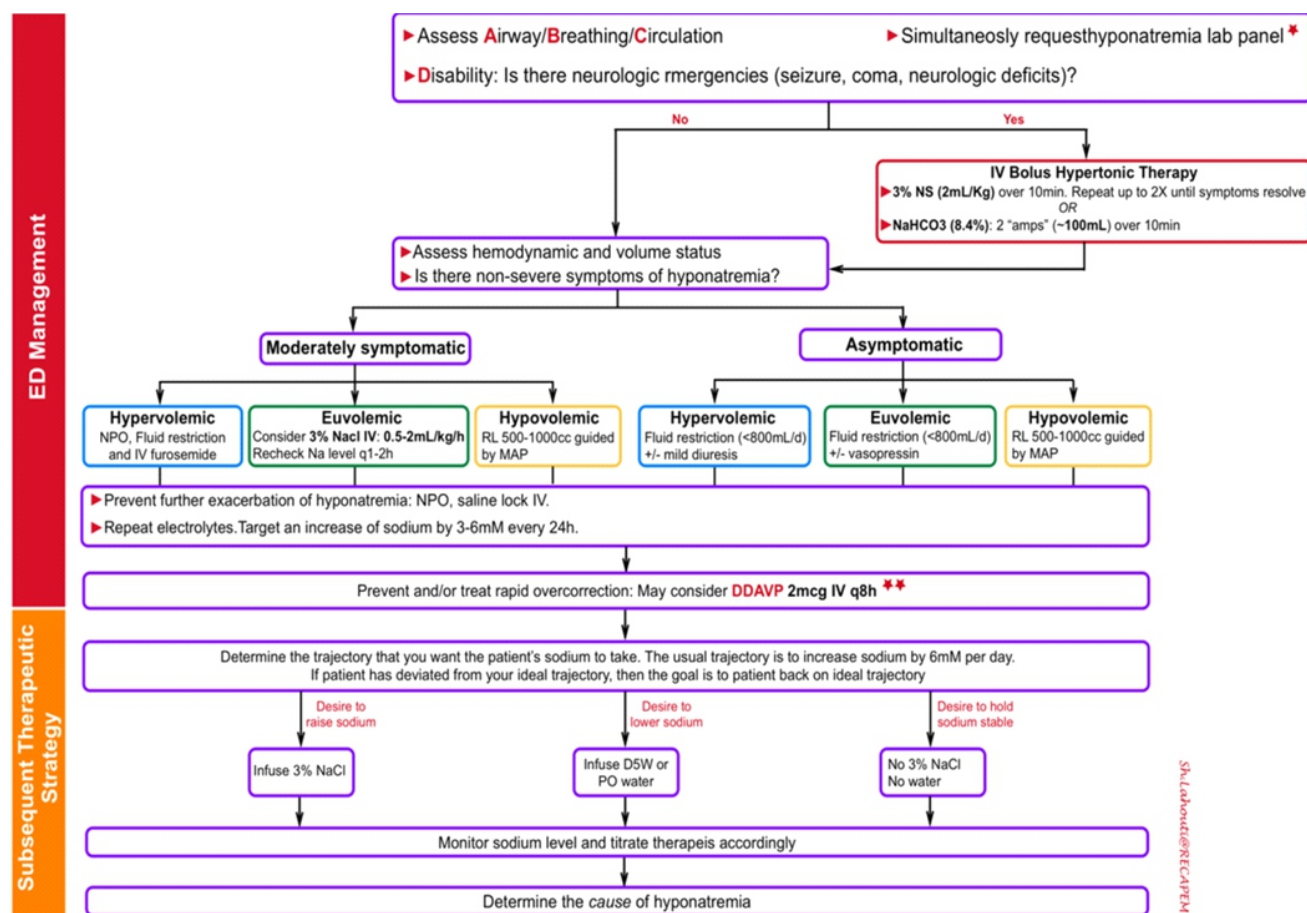 ► Assess Airway/Breathing/Circulation
► Simultaneosly requesthyponatremia lab panel *
► Disability: Is there neurologic rmergencies (seizure, coma, neurologic deficits)?
No
Yes
IV Bolus Hypertonic Therapy
► 3% NS (2mL/Kg) over 10min. Repeat up to 2X until symptoms resolve
OR
► NaHCO3 (8.4%): 2 “amps” (~100mL) over 10min
► Assess hemodynamic and volume status
► Is there non-severe symptoms of hyponatremia?
Moderately symptomatic
Asymptomatic
Hypervolemic
NPO, Fluid restriction
and IV furosemide
Euvolemic
Consider 3% Nacl IV: 0.5-2mL/kg/h
Recheck Na level q1-2h
Hypovolemic
RL 500-1000cc guided
by MAP
Hypervolemic
Fluid restriction (<800mL/d)
+/- mild diuresis
Euvolemic
Fluid restriction (<800mL/d)
+/- vasopressin
Hypovolemic
RL 500-1000cc guided
by MAP
► Prevent further exacerbation of hyponatremia: NPO, saline lock IV.
► Repeat electrolytes.Target an increase of sodium by 3-6mM every 24h.
Prevent and/or treat rapid overcorrection: May consider DDAVP 2mcg IV q8h **
Determine the trajectory that you want the patient's sodium to take. The usual trajectory is to increase sodium by 6mM per day.
If patient has deviated from your ideal trajectory, then the goal is to patient back on ideal trajectory
Desire to
raise sodium
Desire to
lower sodium
Desire to hold
sodium stable
Infuse 3% NaCl
Infuse D5W or
PO water
No 3% NaCl
No water
Monitor sodium level and titrate therapeis accordingly
Determine the cause of hyponatremia
ED Management
Subsequent Therapeutic
Strategy
Sh.Lahouti@RECAPEM